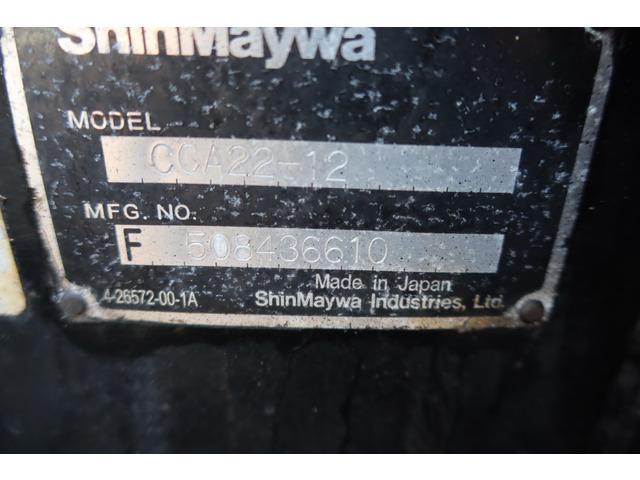 ShinMaywa
MODEL
CCA22-12
MFG. NO.
F 508436610
Made in Japan
4-26572-00-1A ShinMaywa Industries, Ltd.